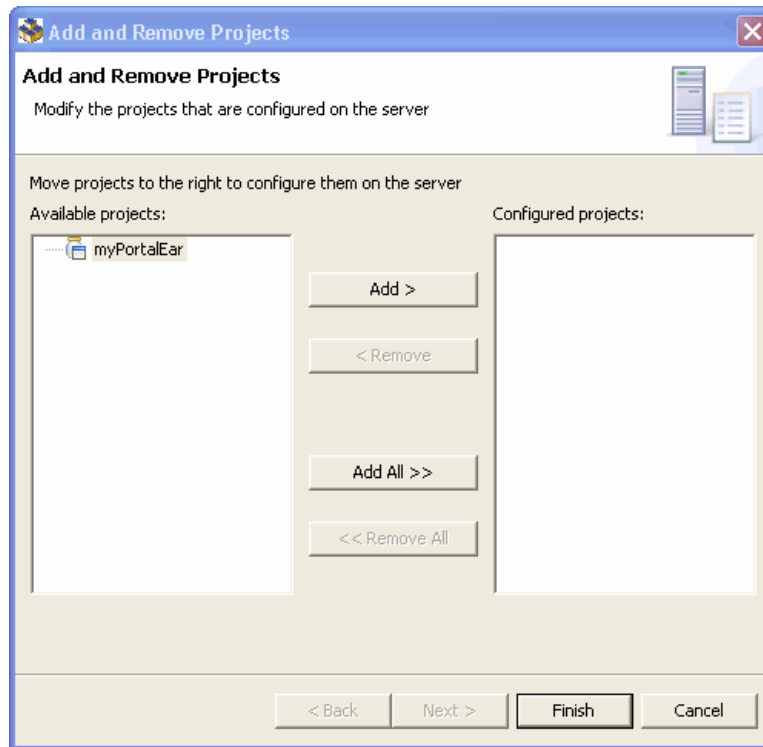 Add and Remove Projects
Add and Remove Projects
Modify the projects that are configured on the server
Move projects to the right to configure them on the server
Available projects:
Configured projects:
myPortalEar
Add >
< Remove
Add All >>
<< Remove All
< Back
Next >
Finish
Cancel